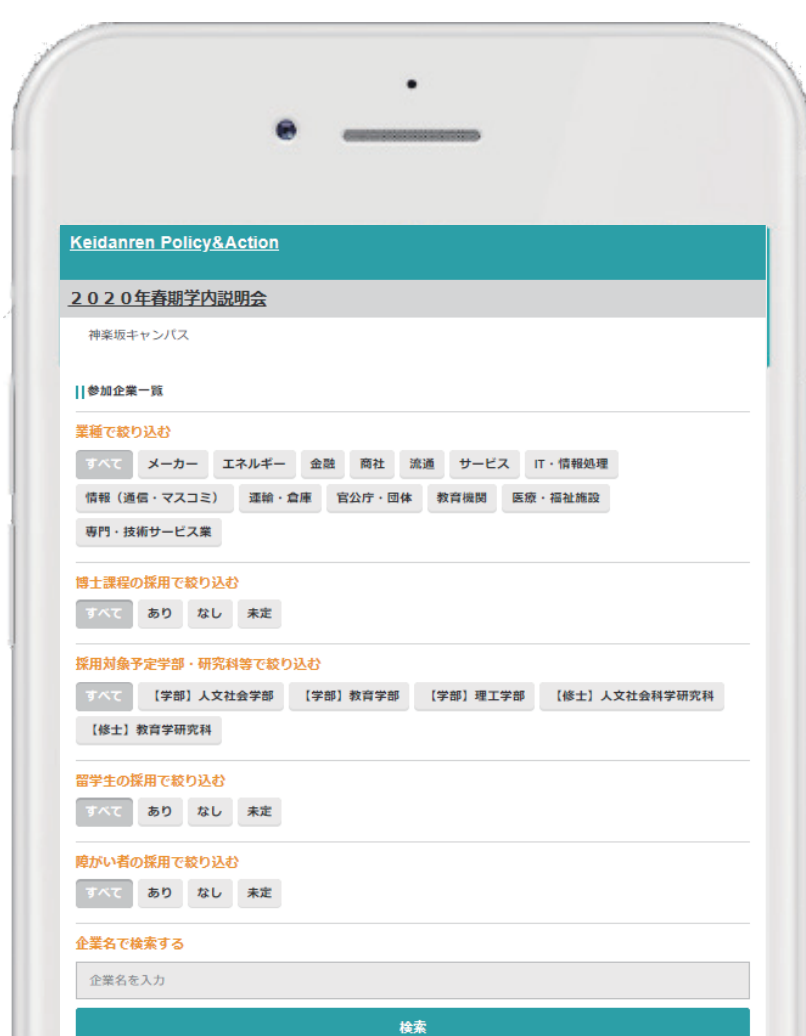 Keidanren Policy&Action
２０２０年春期学内説明会
神楽坂キャンパス
参加企業一覧
業種で絞り込む
すべて メーカー エネルギー 金融 商社 流通 サービス IT・情報処理
情報（通信・マスコミ） 運輸・倉庫 官公庁・団体 教育機関 医療・福祉施設
専門・技術サービス業
博士課程の採用で絞り込む
すべて あり なし 未定
採用対象予定学部・研究科等で絞り込む
すべて 【学部】人文社会学部 【学部】教育学部 【学部】理工学部 【修士】人文社会科学研究科
【修士】教育学研究科
留学生の採用で絞り込む
すべて あり なし 未定
障がい者の採用で絞り込む
すべて あり なし 未定
企業名で検索する
企業名を入力
検索